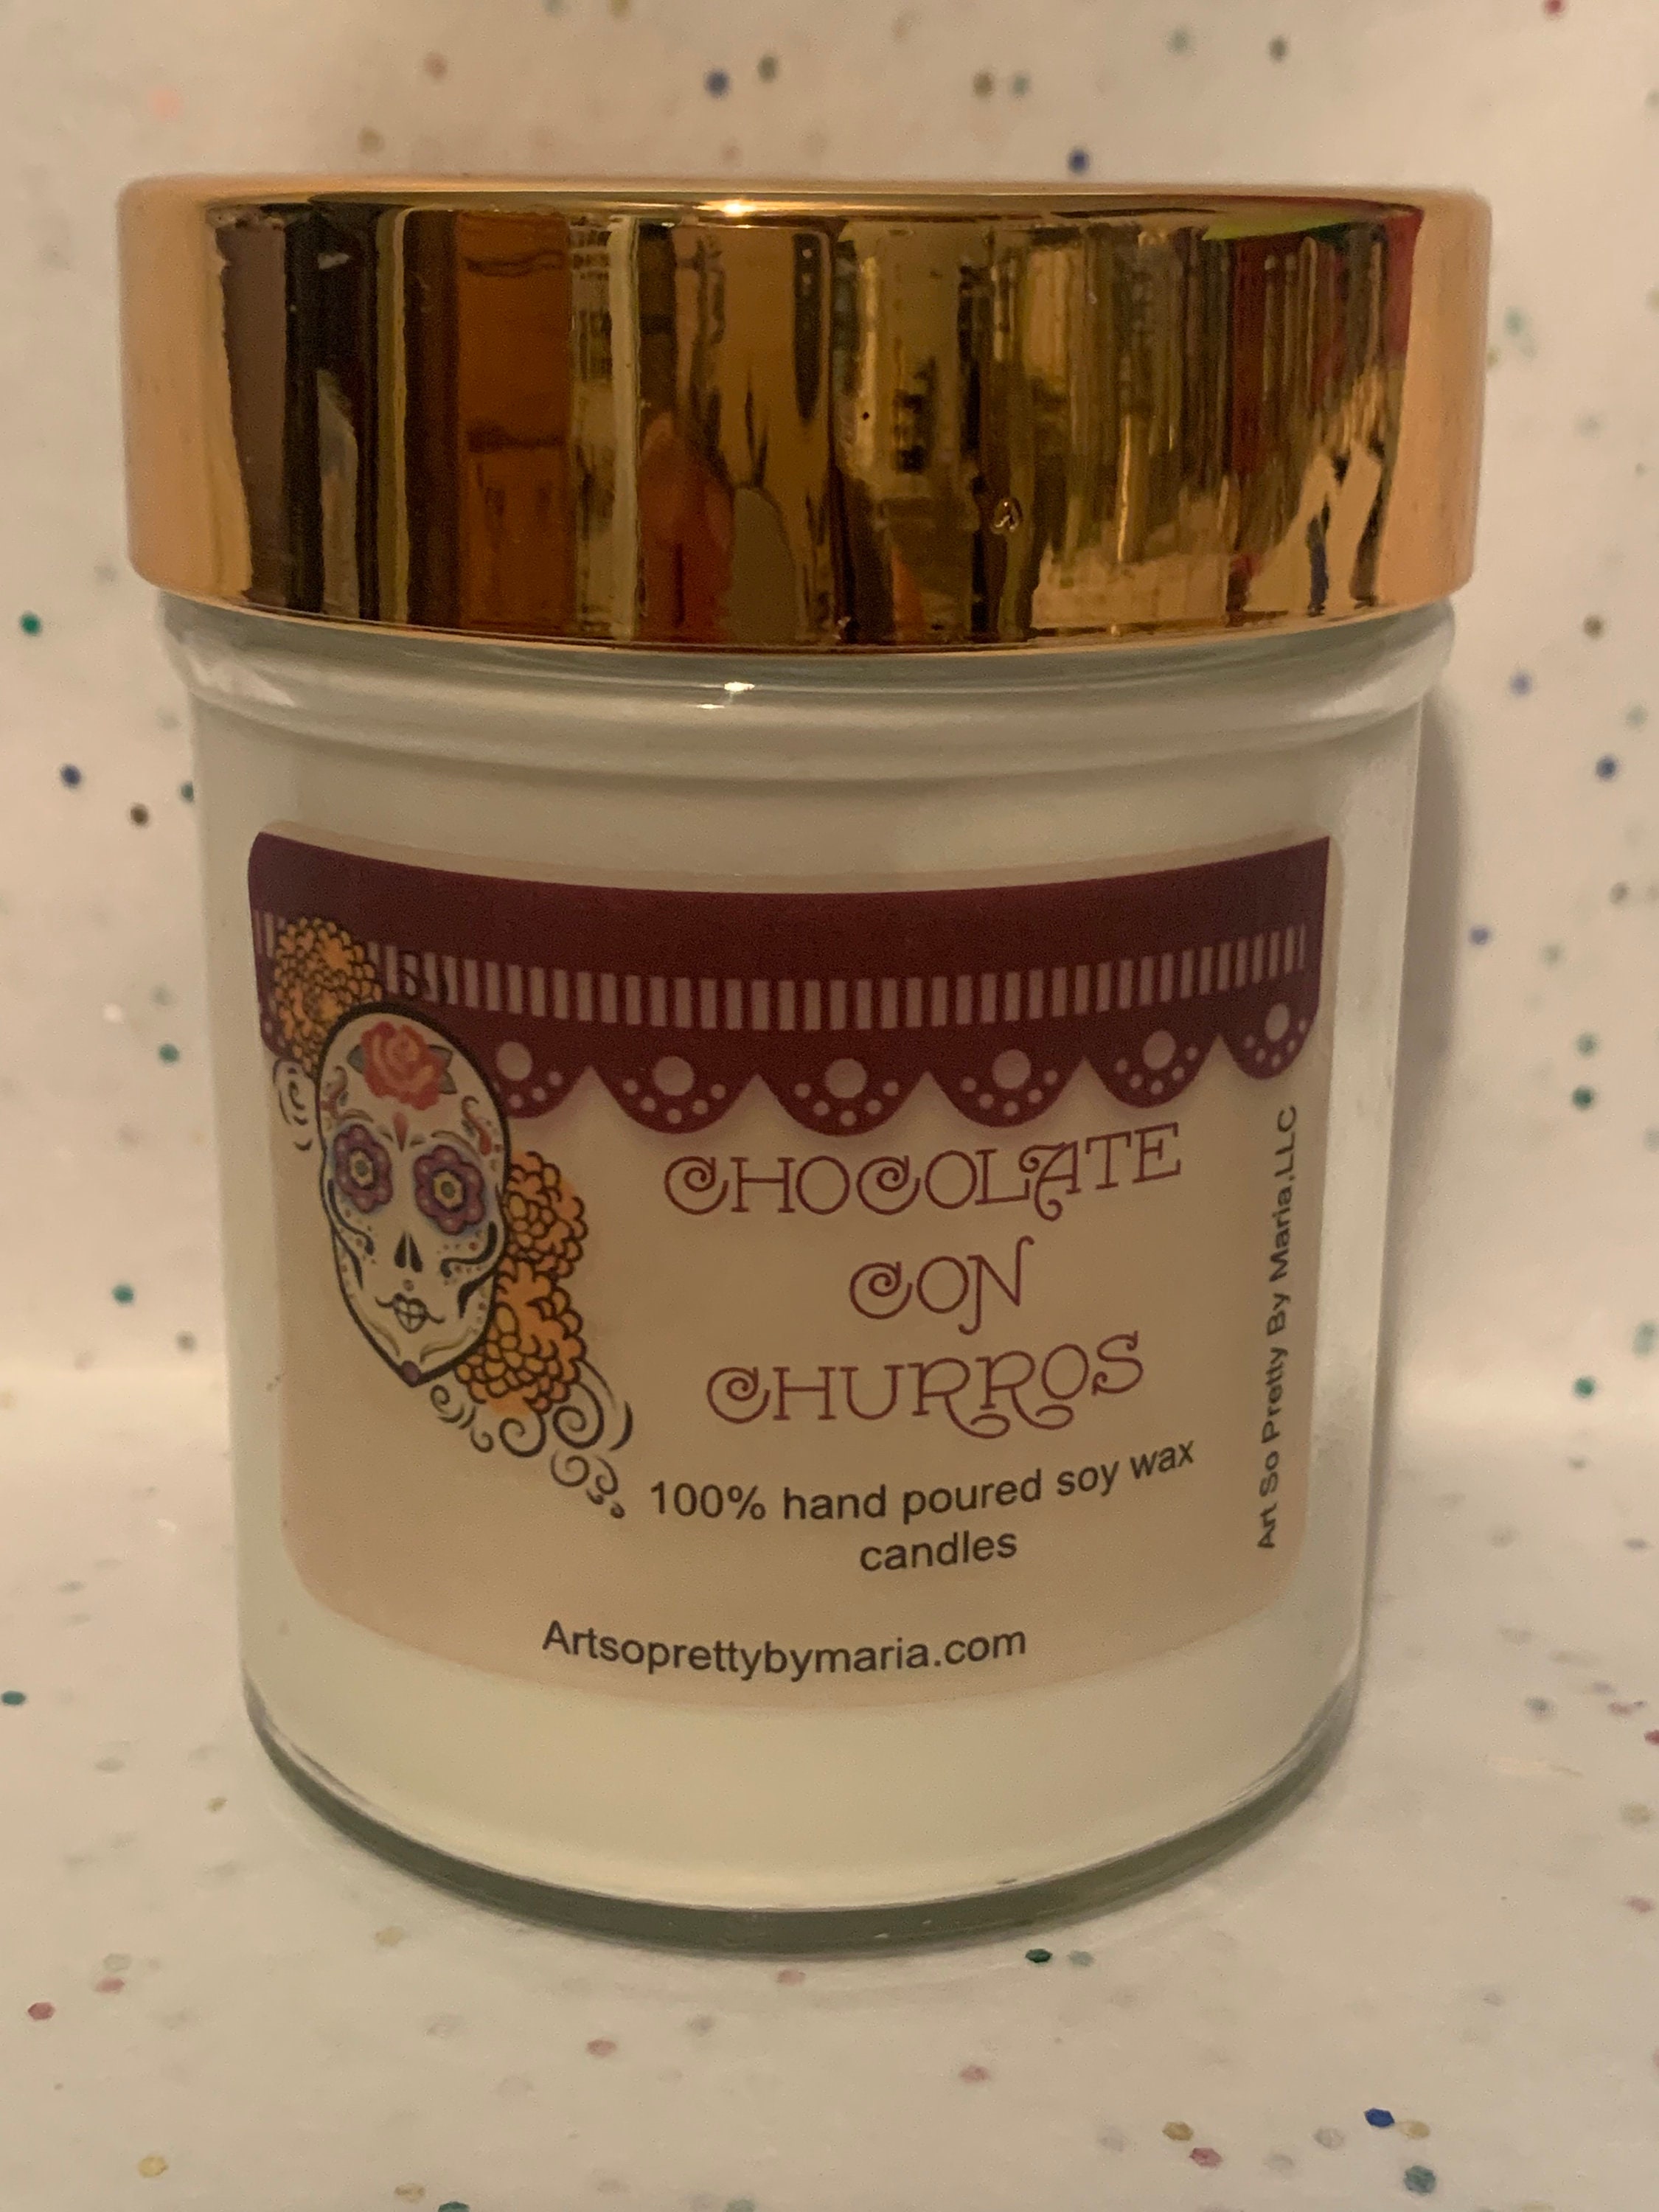 CHOCOLATE
CON
CHURROS
100% hand poured soy wax
candles
Artsoprettybymaria.com
Art So Pretty By Maria,LLC